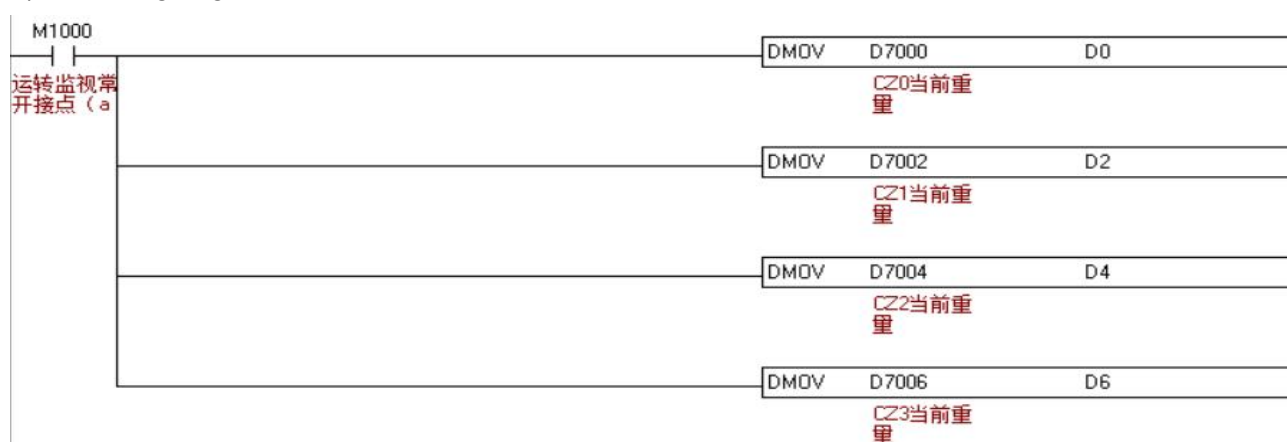 M1000
DMOV D7000 D0
运转监视常
开接点（a
CZ0当前重
量
DMOV D7002 D2
CZ1当前重
量
DMOV D7004 D4
CZ2当前重
量
DMOV D7006 D6
CZ3当前重
量